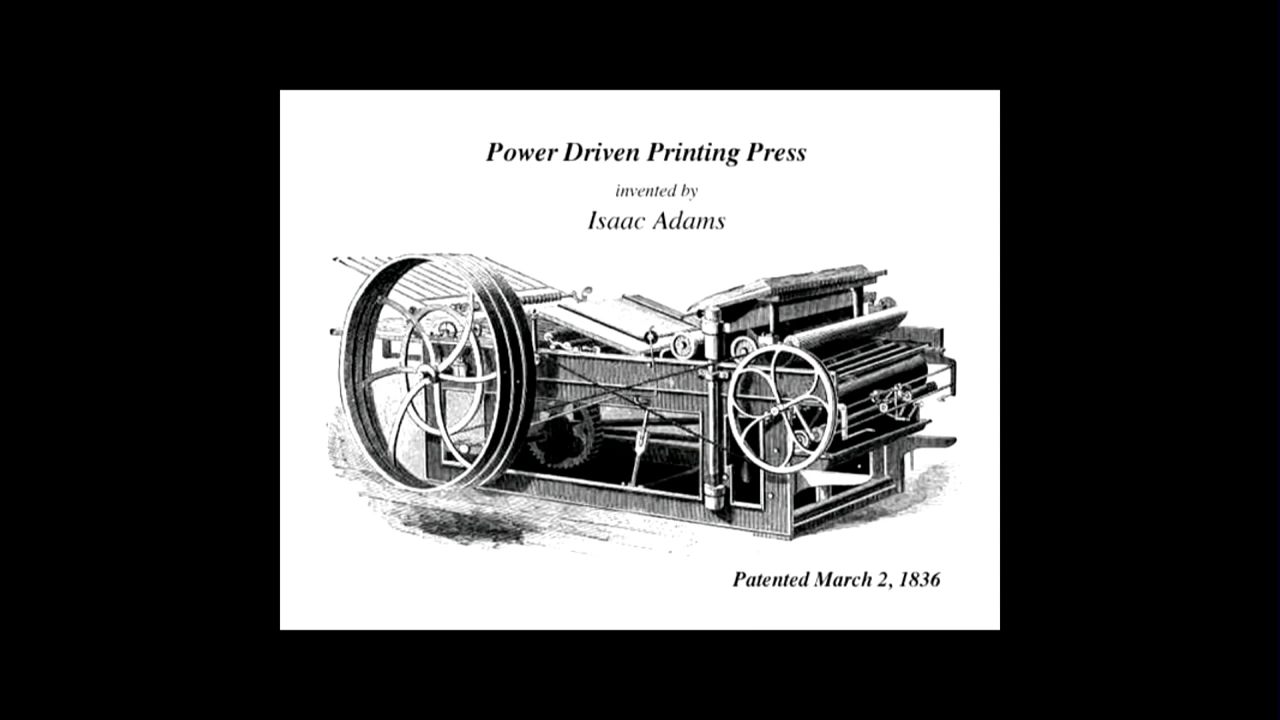 Power Driven Printing Press
invented by
Isaac Adams
Patented March 2, 1836